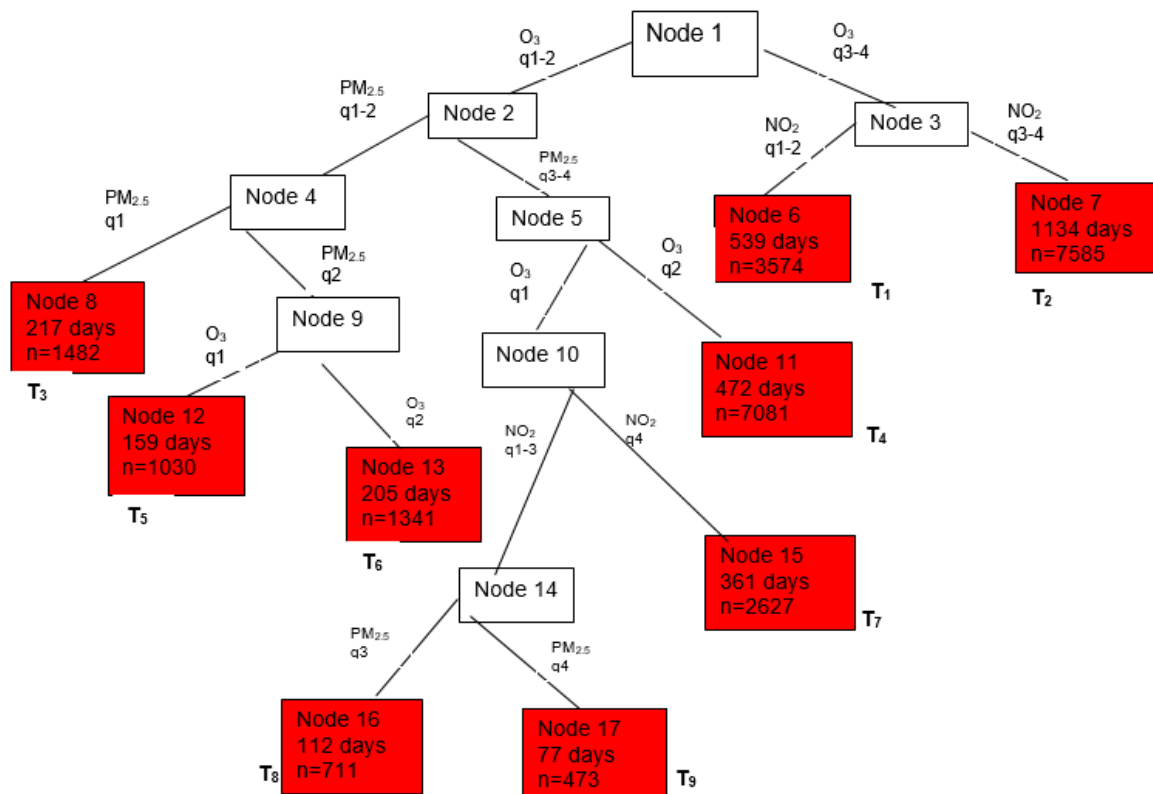 Node 1
O₃
q1-2
O₃
q3-4
PM₂.₅
q1-2
Node 2
Node 3
NO₂
q1-2
NO₂
q3-4
PM₂.₅
q3-4
Node 4
PM₂.₅
q1
Node 5
Node 6
539 days
n=3574
T₁
Node 7
1134 days
n=7585
T₂
PM₂.₅
q2
O₃
q1
O₃
q2
Node 8
217 days
n=1482
T₃
Node 9
O₃
q1
Node 10
Node 11
472 days
n=7081
T₄
Node 12
159 days
n=1030
T₅
O₃
q2
NO₂
q1-3
NO₂
q4
Node 13
205 days
n=1341
T₆
Node 14
Node 15
361 days
n=2627
T₇
PM₂.₅
q3
PM₂.₅
q4
Node 16
112 days
n=711
T₈
Node 17
77 days
n=473
T₉